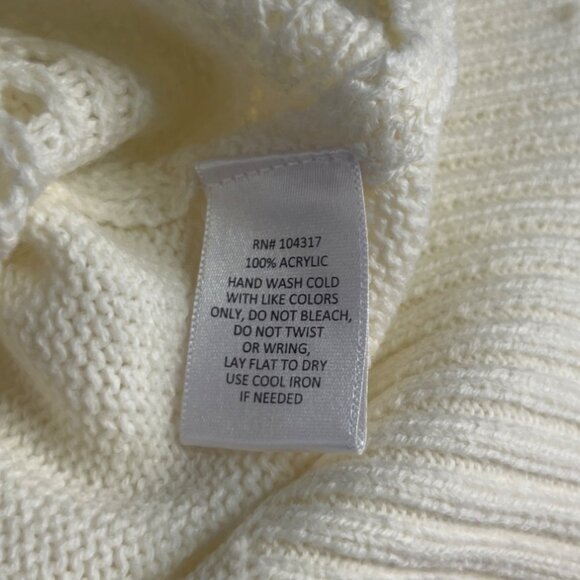 RN# 104317
100% ACRYLIC
HAND WASH COLD
WITH LIKE COLORS
ONLY, DO NOT BLEACH,
DO NOT TWIST
OR WRING,
LAY FLAT TO DRY
USE COOL IRON
IF NEEDED